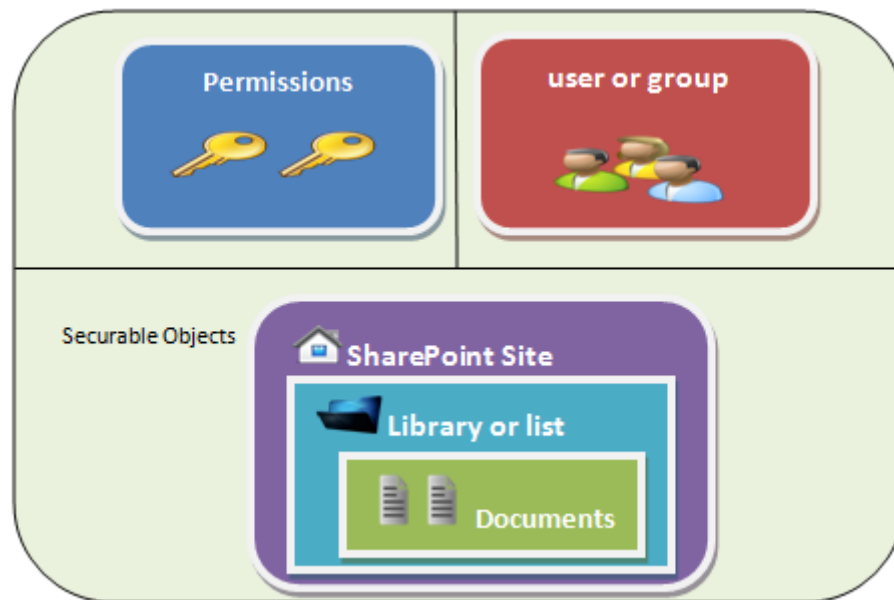 Permissions
user or group
Securable Objects
SharePoint Site
Library or list
Documents